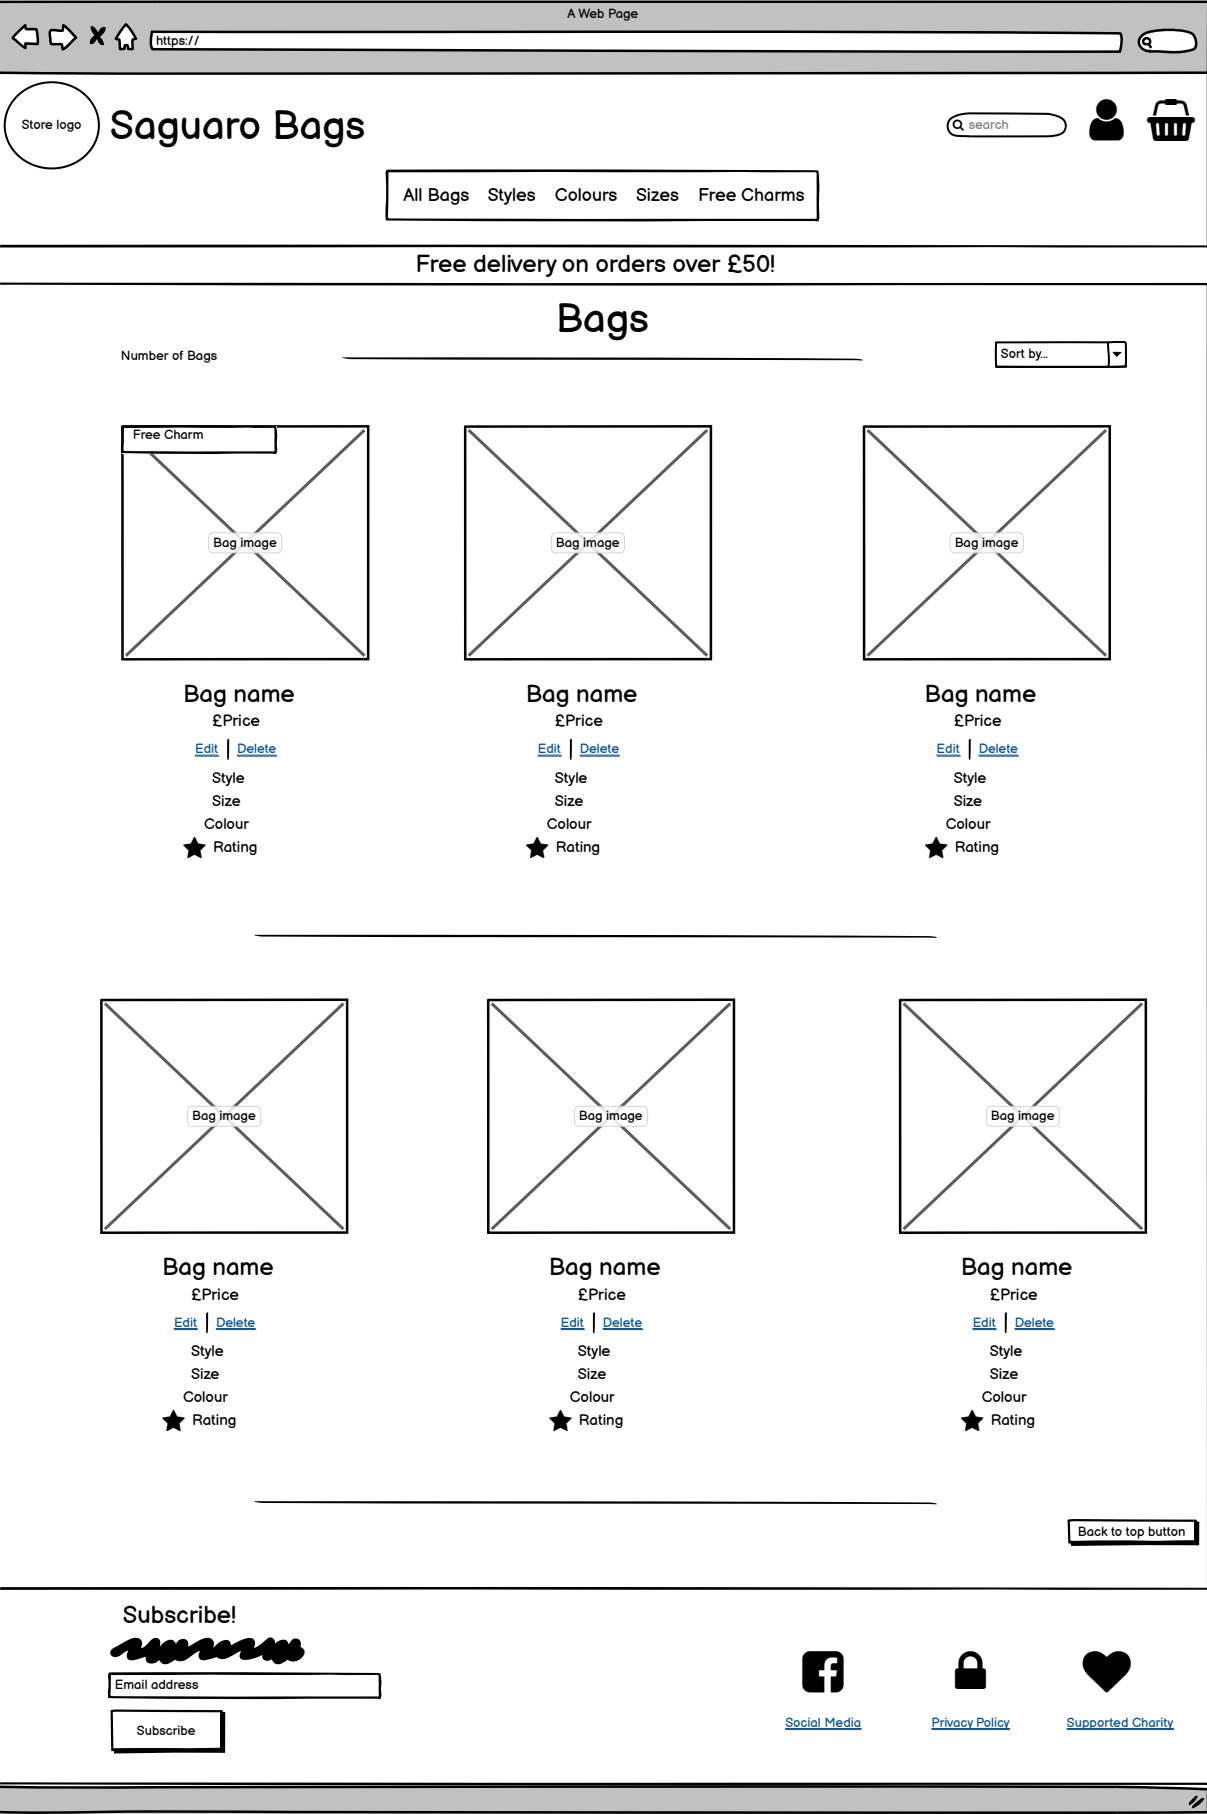 A Web Page
https://
Store logo
Saguaro Bags
search
All Bags Styles Colours Sizes Free Charms
Free delivery on orders over £50!
Bags
Number of Bags
Sort by...
Free Charm
Bag image Bag image Bag image
Bag name Bag name Bag name
£Price £Price £Price
Edit Delete Edit Delete Edit Delete
Style Style Style
Size Size Size
Colour Colour Colour
Rating Rating Rating
Bag image Bag image Bag image
Bag name Bag name Bag name
£Price £Price £Price
Edit Delete Edit Delete Edit Delete
Style Style Style
Size Size Size
Colour Colour Colour
Rating Rating Rating
Back to top button
Subscribe!
Email address
Subscribe
Social Media Privacy Policy Supported Charity